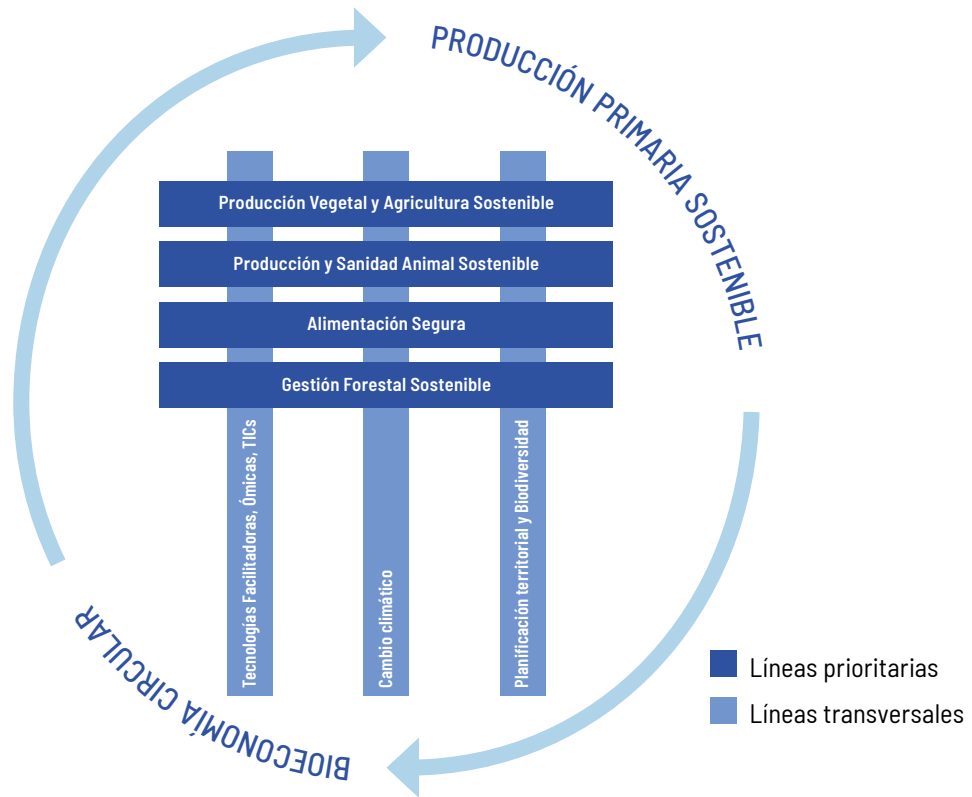 PRODUCCIÓN PRIMARIA SOSTENIBLE
Producción Vegetal y Agricultura Sostenible
Producción y Sanidad Animal Sostenible
Alimentación Segura
Gestión Forestal Sostenible
Tecnologías Facilitadoras, Ómicas, TICs
Cambio climático
Planificación territorial y Biodiversidad
BIOECONOMÍA CIRCULAR
Líneas prioritarias
Líneas transversales